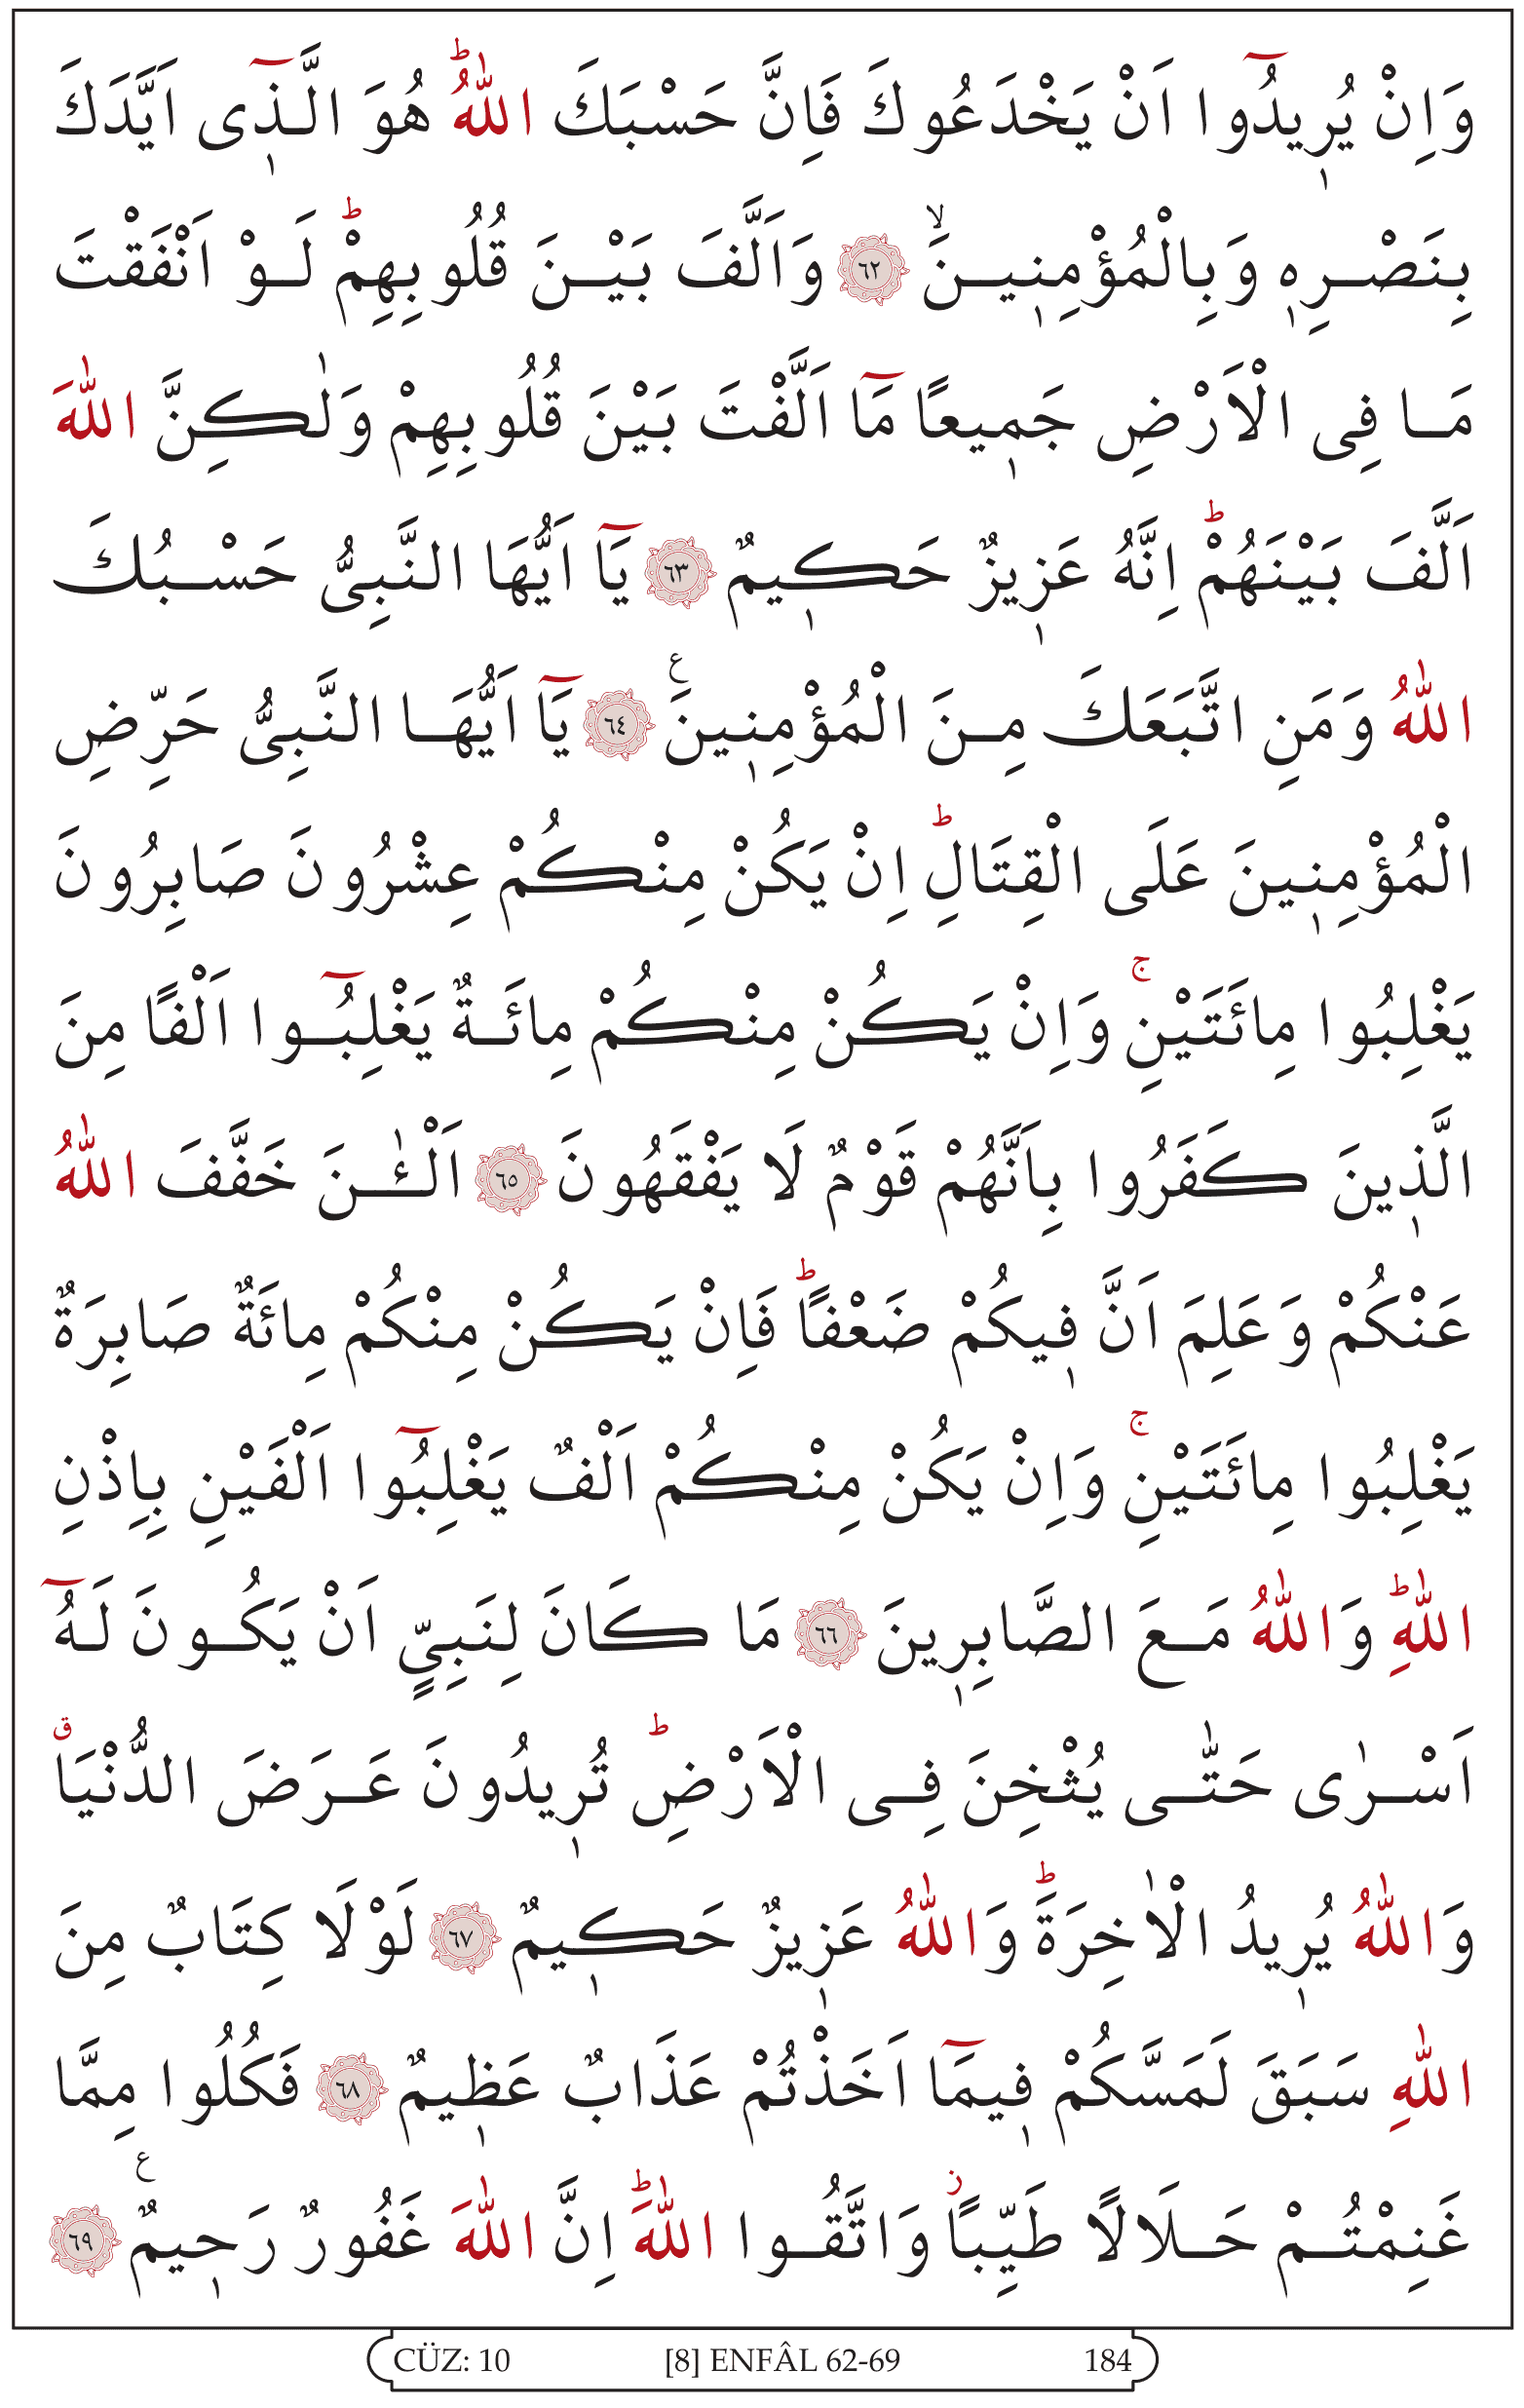 وَاِنْ يُرٖيدُٓوا اَنْ يَخْدَعُوكَ فَاِنَّ حَسْبَكَ اللّٰهُؕ هُوَ الَّـذٖٓى اَيَّدَكَ
بِنَصْـرِهٖ وَبِالْمُؤْمِنٖيـنَۙ ﴿٦٢﴾ وَاَلَّفَ بَيْـنَ قُلُوبِهِمْؕ لَـوْ اَنْفَقْتَ
مَـا فِى الْاَرْضِ جَمٖيعًا مَٓا اَلَّفْتَ بَيْنَ قُلُوبِهِمْ وَلٰكِنَّ اللّٰهَ
اَلَّفَ بَيْنَهُمْؕ اِنَّهُ عَزٖيزٌ حَكٖيمٌ ﴿٦٣﴾ يَٓا اَيُّهَا النَّبِىُّ حَسْـبُكَ
اللّٰهُ وَمَنِ اتَّبَعَكَ مِـنَ الْمُؤْمِنٖينَࣖ ﴿٦٤﴾ يَٓا اَيُّهَـا النَّبِىُّ حَرِّضِ
الْمُؤْمِنٖينَ عَلَى الْقِتَالِؕ اِنْ يَكُنْ مِنْكُمْ عِشْرُونَ صَابِرُونَ
يَغْلِبُوا مِائَتَيْنِۚ وَاِنْ يَكُنْ مِنْكُمْ مِائَـةٌ يَغْلِبُـٓوا اَلْفًا مِنَ
الَّذٖينَ كَفَرُوا بِاَنَّهُمْ قَوْمٌ لَا يَفْقَهُونَ ﴿٦٥﴾ اَلْـٰٔـنَ خَفَّفَ اللّٰهُ
عَنْكُمْ وَعَلِمَ اَنَّ فٖيكُمْ ضَعْفًاؕ فَاِنْ يَكُنْ مِنْكُمْ مِائَةٌ صَابِرَةٌ
يَغْلِبُوا مِائَتَيْنِۚ وَاِنْ يَكُنْ مِنْكُمْ اَلْفٌ يَغْلِبُٓوا اَلْفَيْنِ بِاِذْنِ
اللّٰهِؕ وَاللّٰهُ مَـعَ الصَّابِرٖينَ ﴿٦٦﴾ مَا كَانَ لِنَبِىٍّ اَنْ يَكُـونَ لَـهُٓ
اَسْـرٰى حَتّٰـى يُثْخِنَ فِـى الْاَرْضِؕ تُرٖيدُونَ عَـرَضَ الدُّنْيَاࣗ
وَاللّٰهُ يُرٖيدُ الْاٰخِرَةَؕ وَاللّٰهُ عَزٖيزٌ حَكٖيمٌ ﴿٦٧﴾ لَوْلَا كِتَابٌ مِنَ
اللّٰهِ سَبَقَ لَمَسَّكُمْ فٖيمَٓا اَخَذْتُمْ عَذَابٌ عَظٖيمٌ ﴿٦٨﴾ فَكُلُوا مِمَّا
غَنِمْتُـمْ حَـلَالًا طَيِّبًاؗ وَاتَّقُـوا اللّٰهَؕ اِنَّ اللّٰهَ غَفُورٌ رَحٖيمٌࣖ ﴿٦٩﴾
CÜZ: 10 [8] ENFÂL 62-69 184